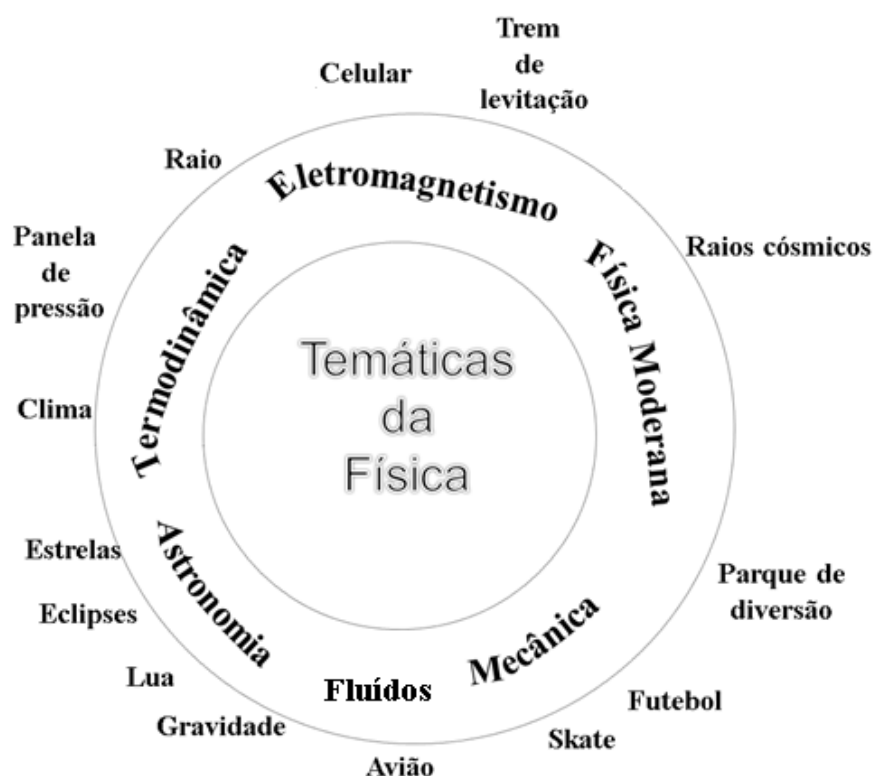 Trem
de
levitação
Celular
Raio
Eletromagnetismo
Panela
de
pressão
Termodinâmica
Física Moderana
Raios cósmicos
Temáticas
da
Física
Clima
Estrelas
Astronomia
Eclipses
Parque de
diversão
Mecânica
Lua
Fluídos
Futebol
Gravidade
Skate
Avião